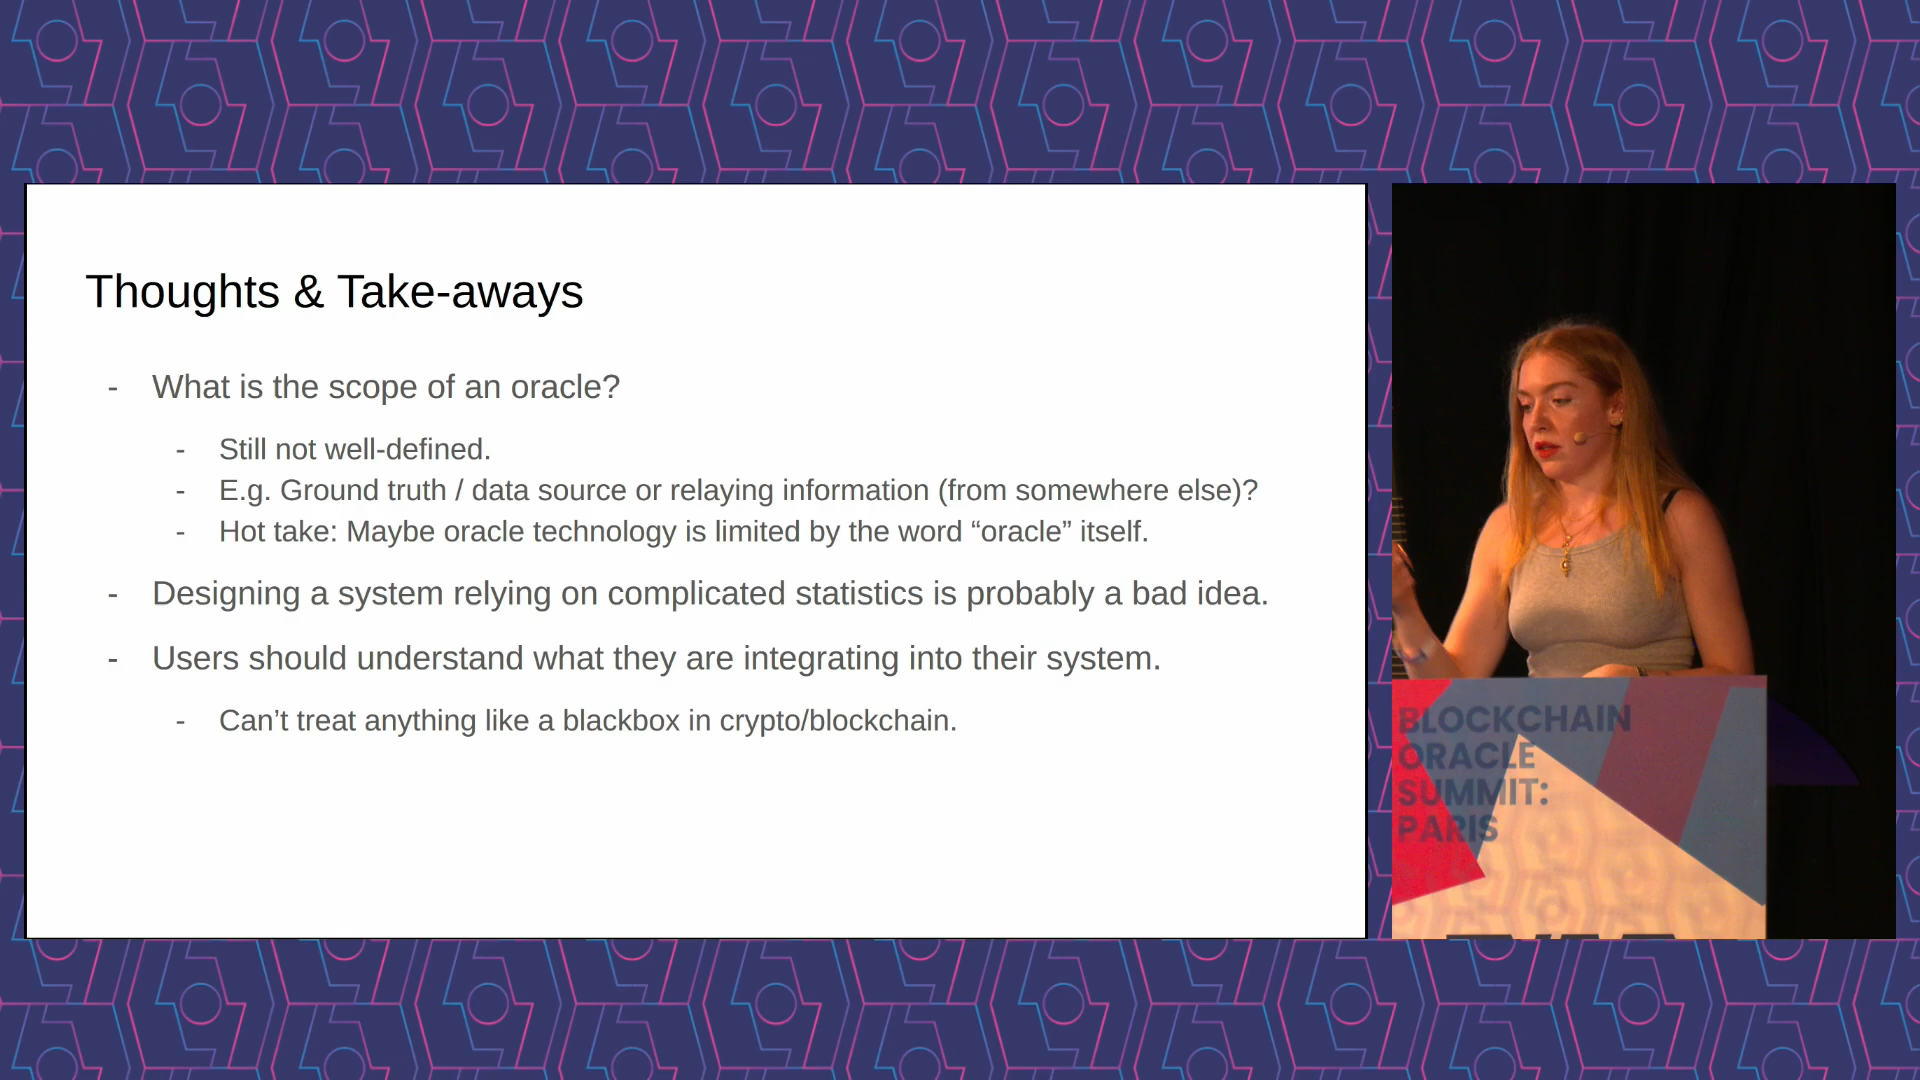 Thoughts & Take-aways
- What is the scope of an oracle?
- Still not well-defined.
- E.g. Ground truth / data source or relaying information (from somewhere else)?
- Hot take: Maybe oracle technology is limited by the word “oracle” itself.
- Designing a system relying on complicated statistics is probably a bad idea.
- Users should understand what they are integrating into their system.
- Can’t treat anything like a blackbox in crypto/blockchain.
BLOCKCHAIN
ORACLE
SUMMIT:
PARIS